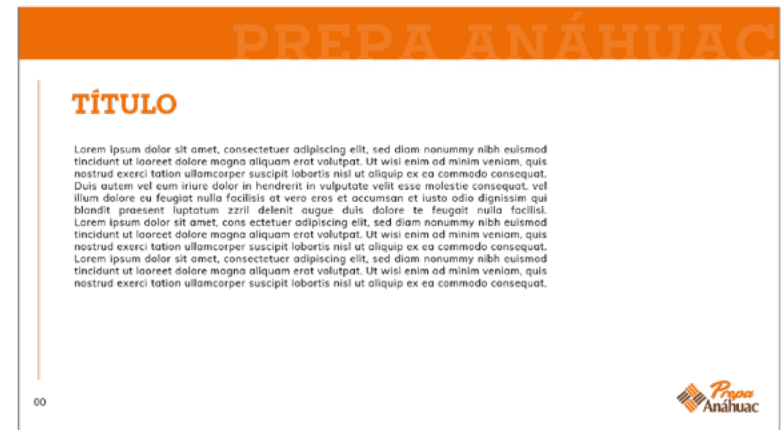 PREPA ANÁHUAC
TÍTULO
Lorem ipsum dolor sit amet, consectetuer adipiscing elit, sed diam nonummy nibh euismod
tincidunt ut laoreet dolore magna aliquam erat volutpat. Ut wisi enim ad minim veniam, quis
nostrud exerci tation ullamcorper suscipit lobortis nisl ut aliquip ex ea commodo consequat.
Duis autem vel eum iriure dolor in hendrerit in vulputate velit esse molestie consequat, vel
illum dolore eu feugiat nulla facilisis at vero eros et accumsan et iusto odio dignissim qui
blandit praesent luptatum zzril delenit augue duis dolore te feugait nulla facilisi.
Lorem ipsum dolor sit amet, cons ectetuer adipiscing elit, sed diam nonummy nibh euismod
tincidunt ut laoreet dolore magna aliquam erat volutpat. Ut wisi enim ad minim veniam, quis
nostrud exerci tation ullamcorper suscipit lobortis nisl ut aliquip ex ea commodo consequat.
Lorem ipsum dolor sit amet, consectetuer adipiscing elit, sed diam nonummy nibh euismod
tincidunt ut laoreet dolore magna aliquam erat volutpat. Ut wisi enim ad minim veniam, quis
nostrud exerci tation ullamcorper suscipit lobortis nisl ut aliquip ex ea commodo consequat.
00
Prepa
Anáhuac